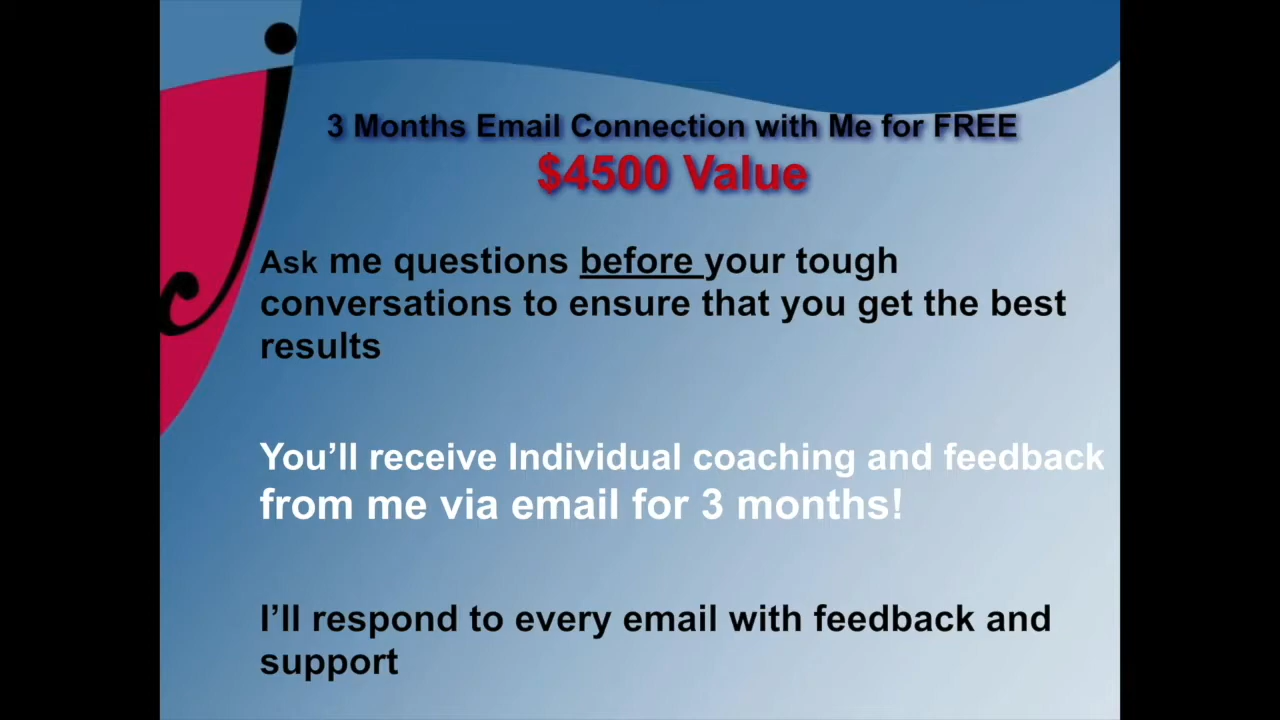 3 Months Email Connection with Me for FREE
$4500 Value
Ask me questions before your tough
conversations to ensure that you get the best
results
You’ll receive Individual coaching and feedback
from me via email for 3 months!
I’ll respond to every email with feedback and
support